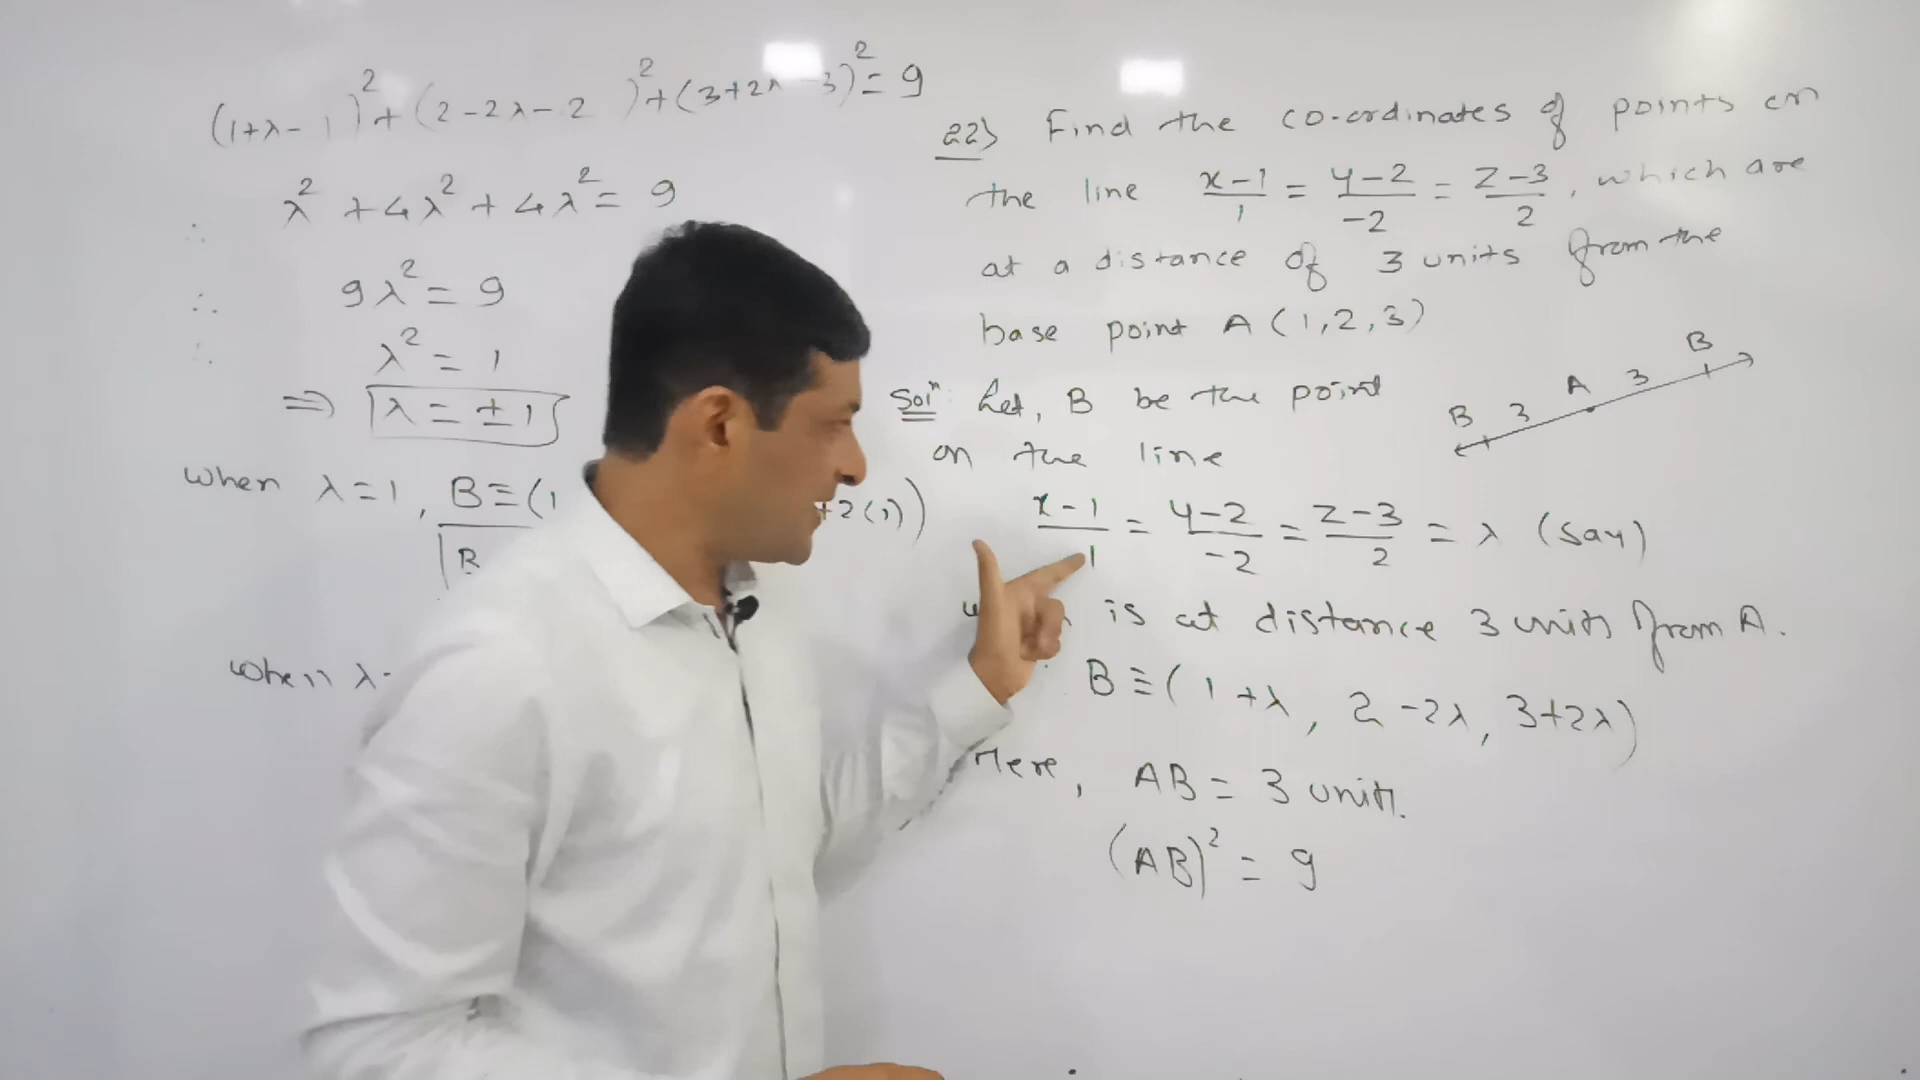 (1+λ-1)²+(2-2λ-2)²+(3+2λ-3)²=9
∴ λ²+4λ²+4λ²=9
∴ 9λ²=9
∴ λ²=1
⇒ λ=±1
When λ=1, B≡(1 +2(1))
B
When λ-
22) Find the co-ordinates of points on
the line x-1/1 = y-2/-2 = z-3/2, which are
at a distance of 3 units from the
base point A(1,2,3)
B 3 A 3 B
Solⁿ: Let, B be the point
on the line
x-1/1 = y-2/-2 = z-3/2 = λ (say)
is at distance 3 units from A.
B≡(1+λ, 2-2λ, 3+2λ)
Here, AB = 3 units.
(AB)² = 9